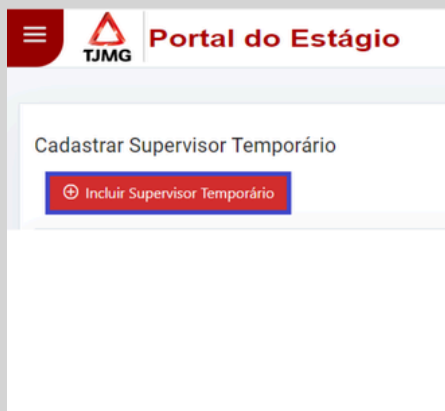 TJMG
Portal do Estágio
Cadastrar Supervisor Temporário
Incluir Supervisor Temporário